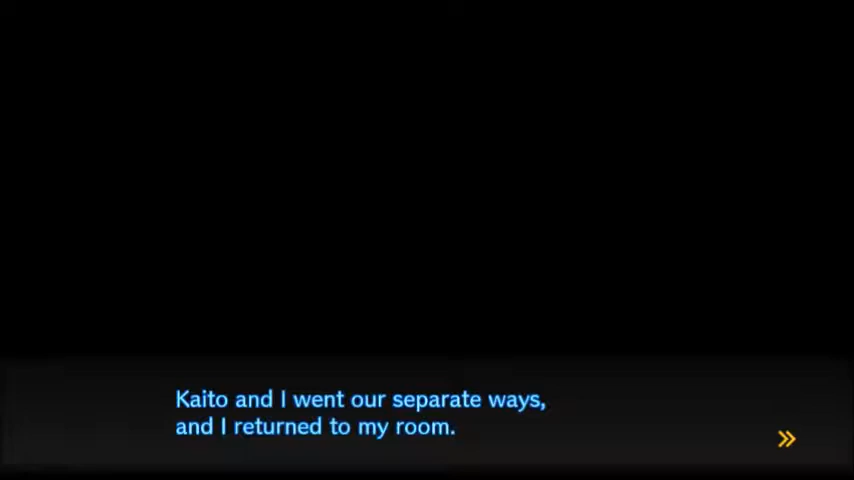 Kaito and I went our separate ways,
and I returned to my room.